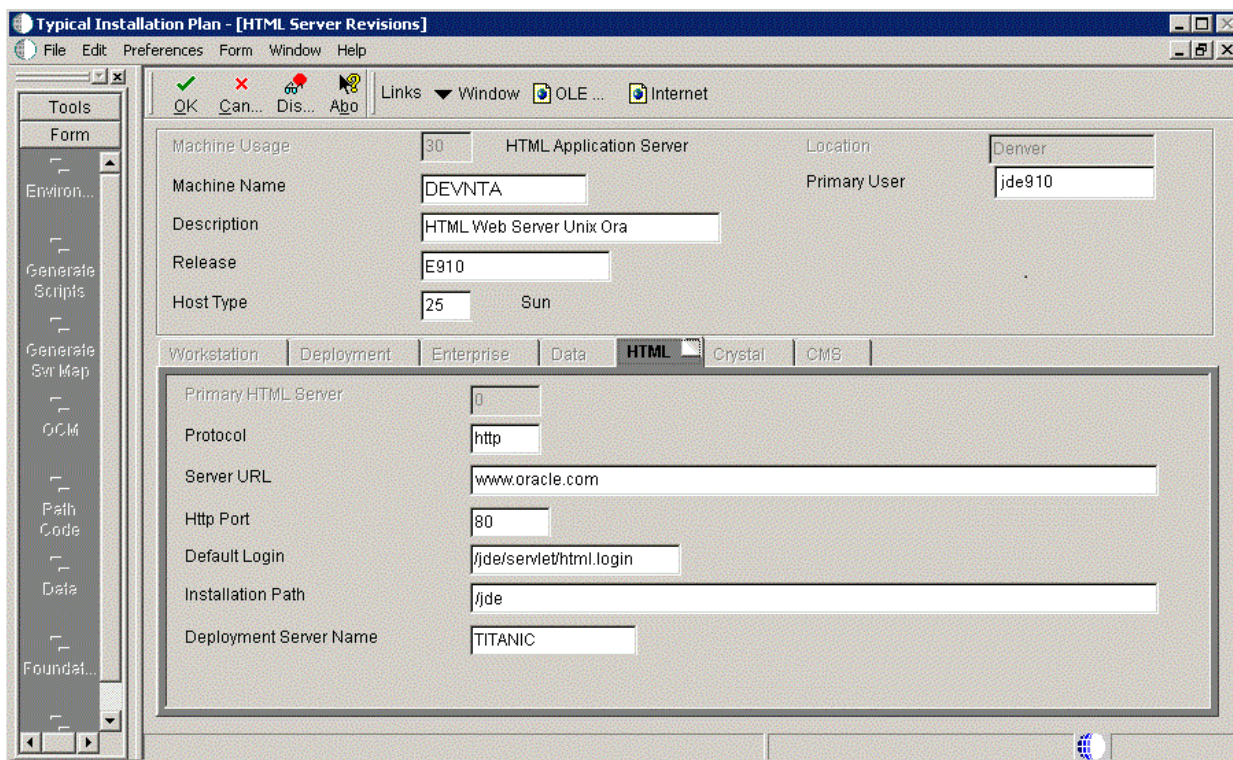 Typical Installation Plan - [HTML Server Revisions]
File Edit Preferences Form Window Help
Tools
Form
Environ...
Generate Scripts
Generate Svr Map
OCM
Path Code
Data
Foundat...
OK Can... Dis... Abo Links Window OLE ... Internet
Machine Usage 30 HTML Application Server Location Denver
Machine Name DEVNTA Primary User jde910
Description HTML Web Server Unix Ora
Release E910
Host Type 25 Sun
Workstation Deployment Enterprise Data HTML Crystal CMS
Primary HTML Server 0
Protocol http
Server URL www.oracle.com
Http Port 80
Default Login /jde/servlet/html.login
Installation Path /jde
Deployment Server Name TITANIC